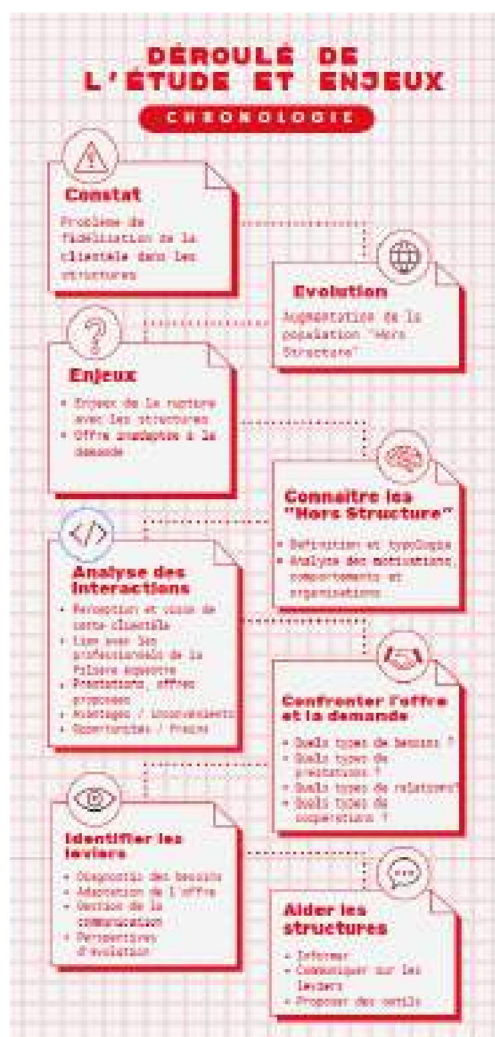 DÉROULÉ DE
L'ÉTUDE ET ENJEUX
CHRONOLOGIE
Constat
Problème de
fidélisation de la
clientèle dans les
structures
Evolution
Augmentation de la
population "Hors
Structure"
Enjeux
• Enjeux de la rupture
avec les structures
• Offre inadaptée à la
demande
Connaître les
"Hors Structure"
• Définition et typologie
• Analyse des motivations,
comportements et
organisations
</>
Analyse des
interactions
• Perception et vision de
cette clientèle
• Lien avec les
professionnels de la
filière équestre
• Prestations, offres
proposées
• Avantages / inconvénients
• Opportunités / Freins
Confronter l'offre
et la demande
• Quels types de besoins ?
• Quels types de
prestations ?
• Quels types de relations?
• Quels types de
coopérations ?
Identifier les
leviers
• Diagnostic des besoins
• Adaptation de l'offre
• Gestion de la
communication
• Perspectives
d'évolution
Aider les
structures
• Informer
• Communiquer sur les
leviers
• Proposer des outils